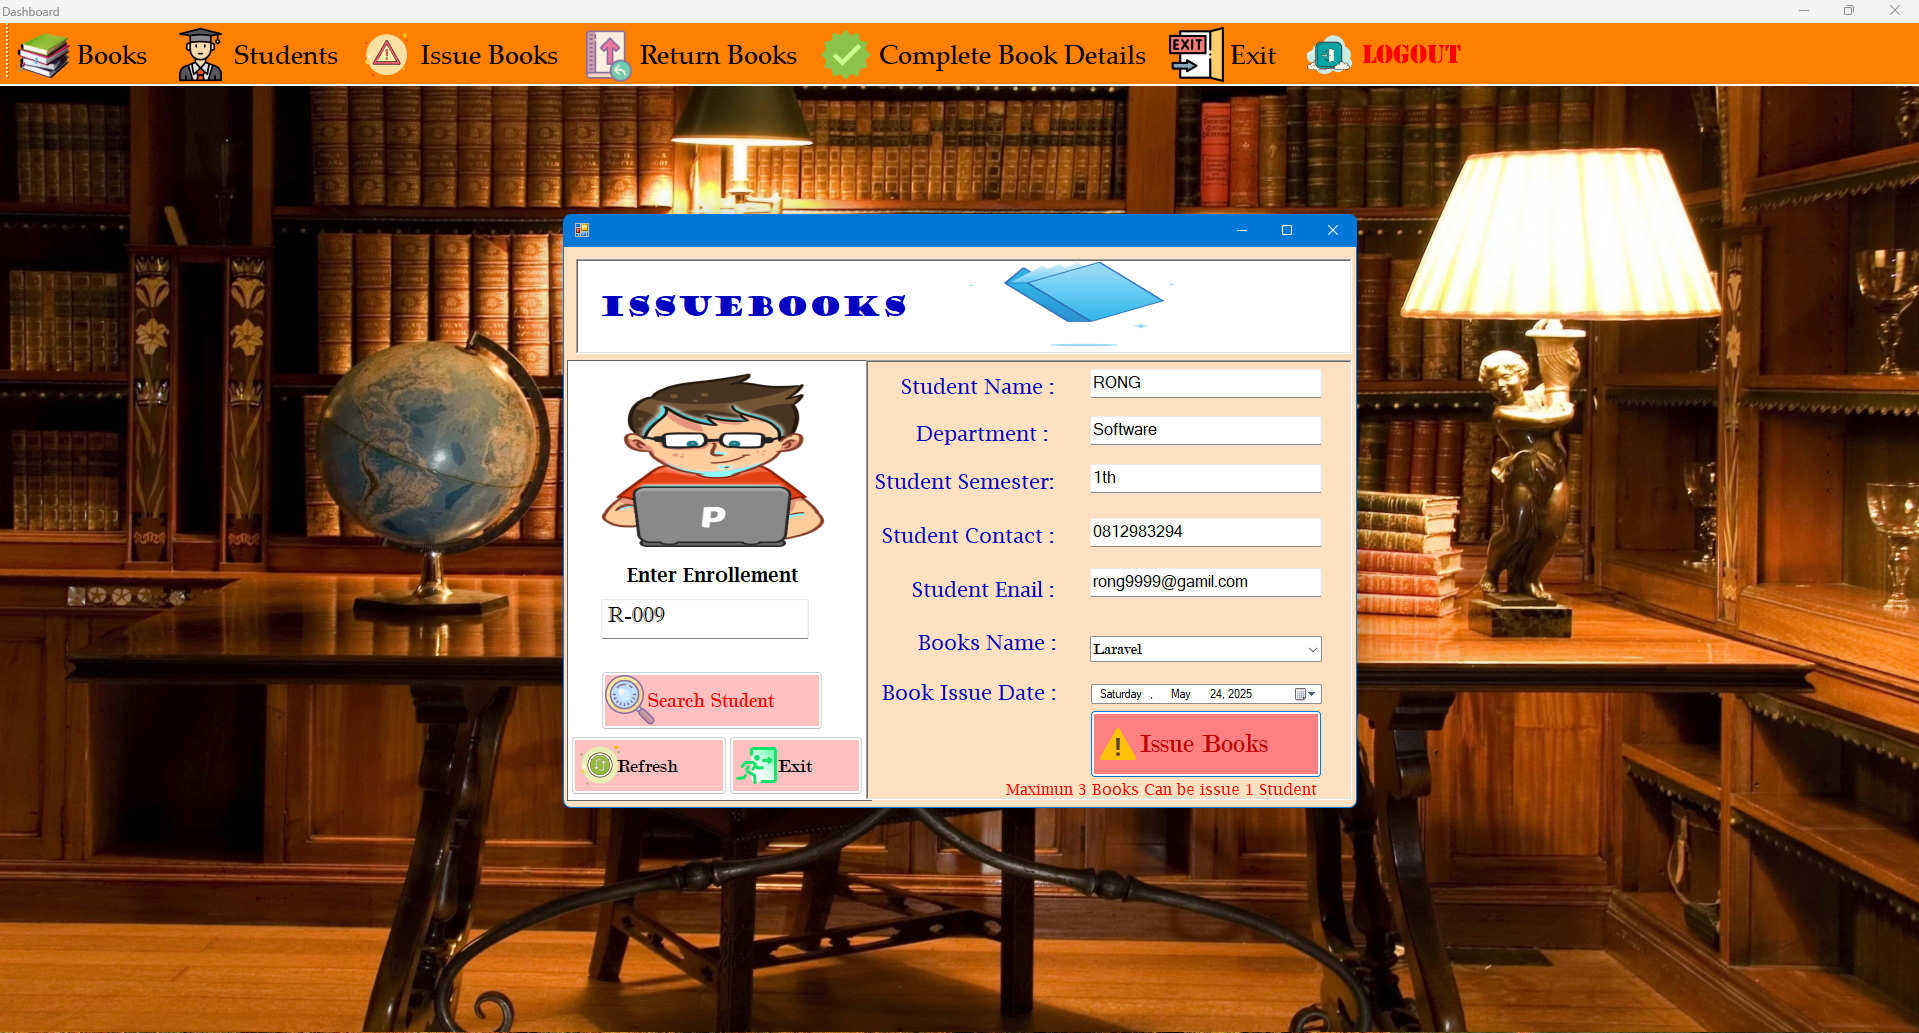 Dashboard
Books Students Issue Books Return Books Complete Book Details EXIT Exit LOGOUT
ISSUEBOOKS
P
Enter Enrollement
R-009
Search Student
Refresh Exit
Student Name : RONG
Department : Software
Student Semester: 1th
Student Contact : 0812983294
Student Enail : rong9999@gamil.com
Books Name : Laravel
Book Issue Date : Saturday , May 24, 2025
Issue Books
Maximun 3 Books Can be issue 1 Student